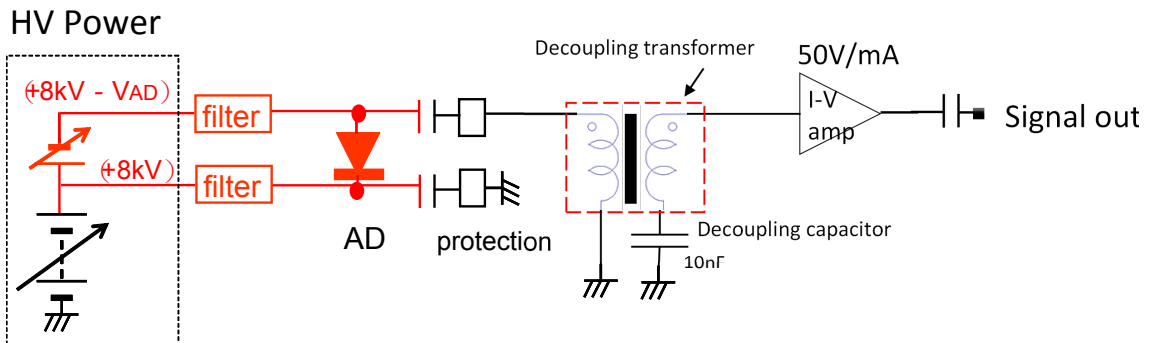 HV Power
(+8kV - VAD)
filter
(+8kV)
filter
AD
protection
Decoupling transformer
50V/mA
I-V
amp
Signal out
Decoupling capacitor
10nF